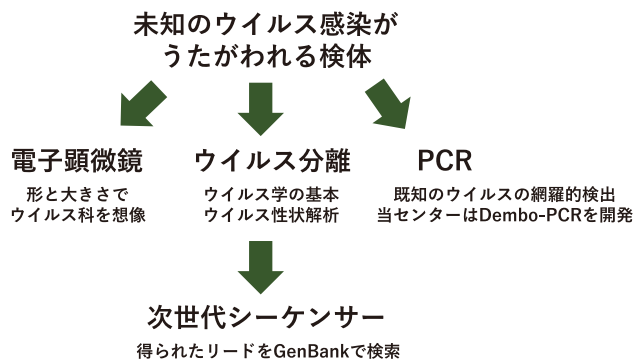 未知のウイルス感染が
うたがわれる検体
電子顕微鏡
形と大きさで
ウイルス科を想像
ウイルス分離
ウイルス学の基本
ウイルス性状解析
PCR
既知のウイルスの網羅的検出
当センターはDembo-PCRを開発
次世代シーケンサー
得られたリードをGenBankで検索